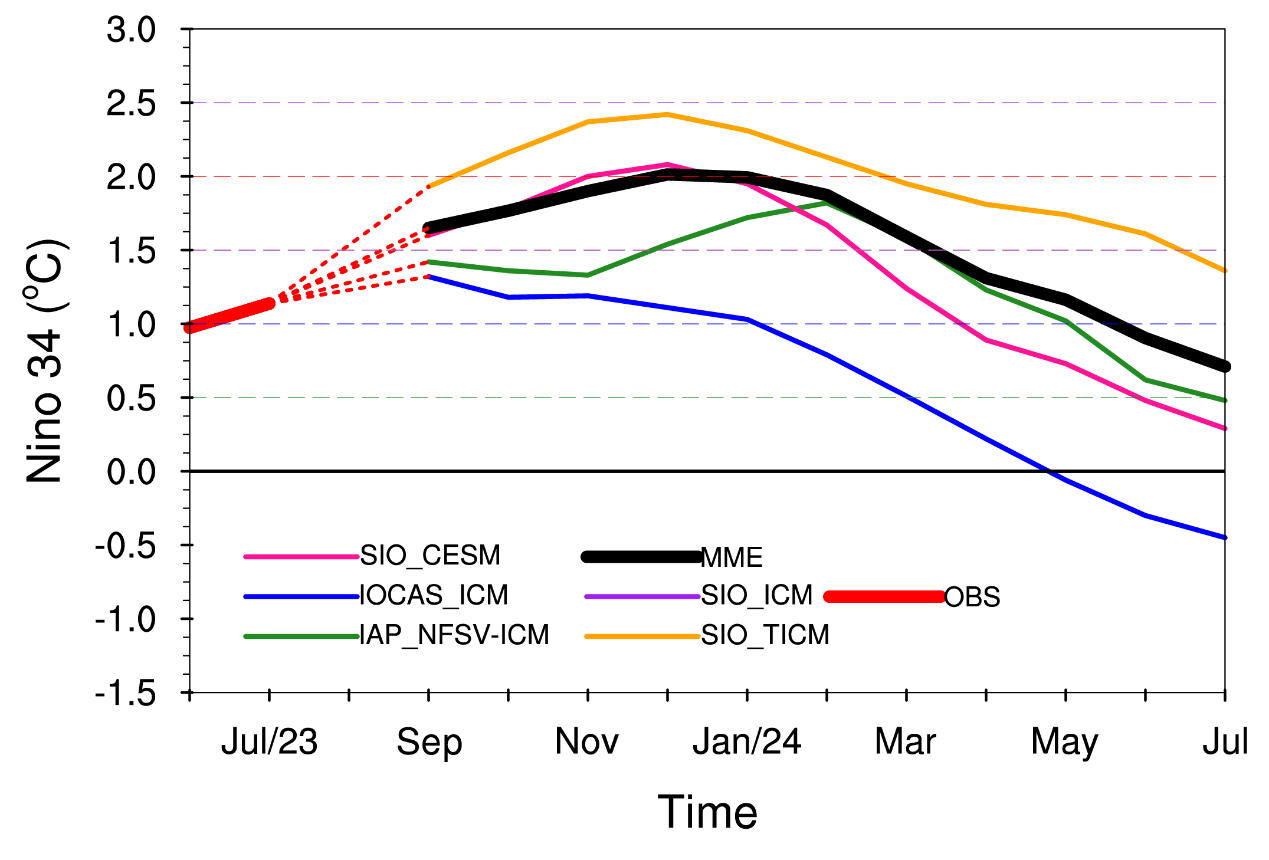 3.0
2.5
2.0
1.5
1.0
0.5
0.0
-0.5
-1.0
-1.5
Nino 34 (°C)
SIO_CESM MME
IOCAS_ICM SIO_ICM OBS
IAP_NFSV-ICM SIO_TICM
Jul/23 Sep Nov Jan/24 Mar May Jul
Time